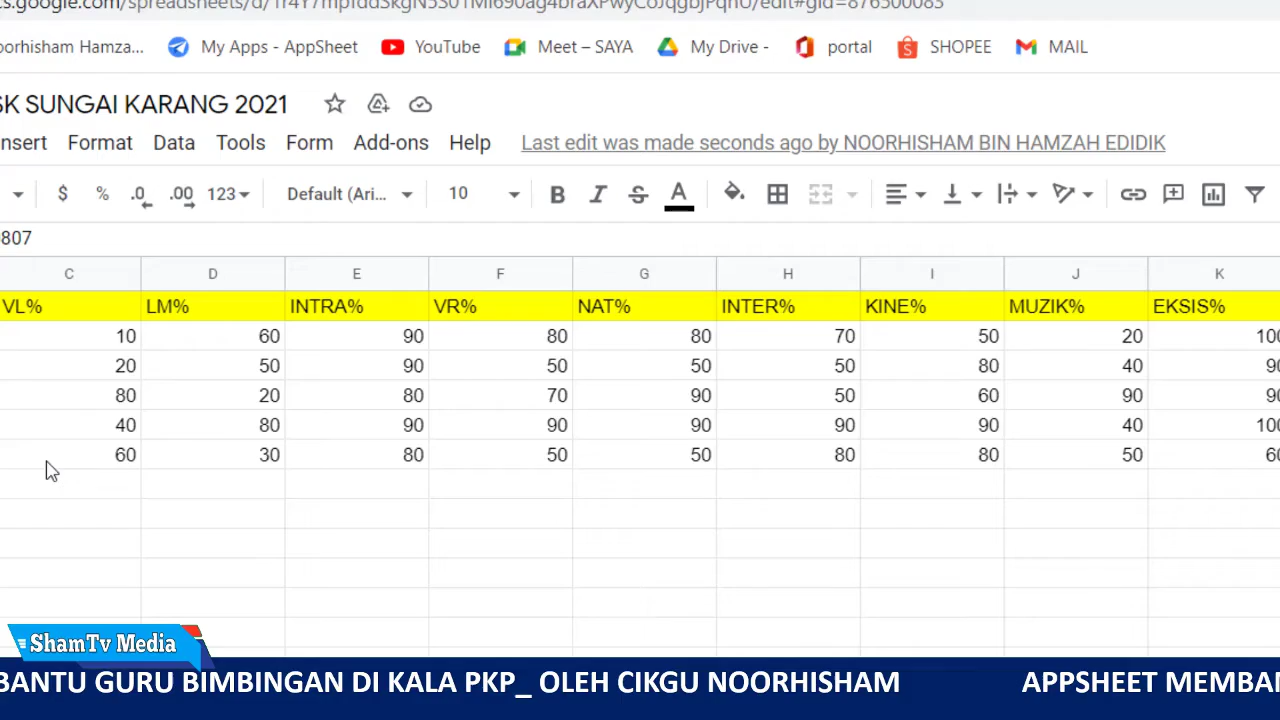 oorhisham Hamza... My Apps - AppSheet YouTube Meet – SAYA My Drive - portal SHOPEE MAIL
SK SUNGAI KARANG 2021
nsert Format Data Tools Form Add-ons Help Last edit was made seconds ago by NOORHISHAM BIN HAMZAH EDIDIK
$ % .0 .00 123 Default (Ari... 10 B I S A
807
C D E F G H I J K
VL% LM% INTRA% VR% NAT% INTER% KINE% MUZIK% EKSIS%
10 60 90 80 80 70 50 20 100
20 50 90 50 50 50 80 40 90
80 20 80 70 90 50 60 90 90
40 80 90 90 90 90 90 40 100
60 30 80 50 50 80 80 50 60
ShamTv Media
BANTU GURU BIMBINGAN DI KALA PKP_ OLEH CIKGU NOORHISHAM APPSHEET MEMBAN